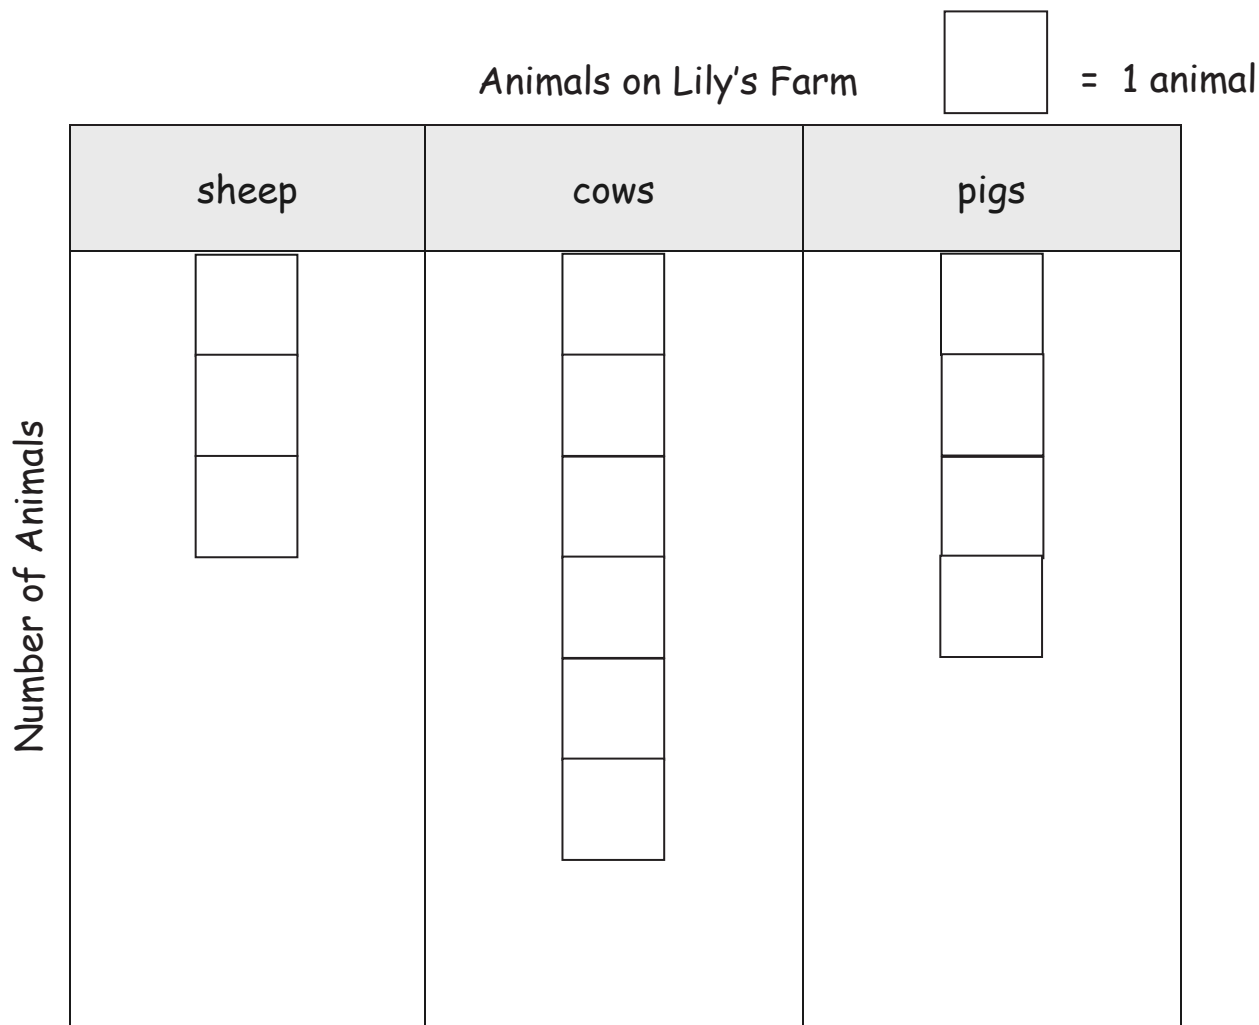 Animals on Lily's Farm
= 1 animal
sheep
cows
pigs
Number of Animals